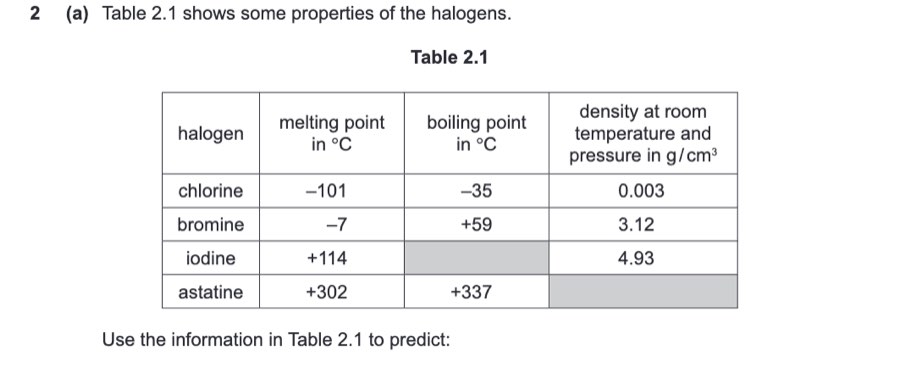 2 (a) Table 2.1 shows some properties of the halogens.
Table 2.1
halogen melting point in °C boiling point in °C density at room temperature and pressure in g/cm³
chlorine –101 –35 0.003
bromine –7 +59 3.12
iodine +114 4.93
astatine +302 +337
Use the information in Table 2.1 to predict: